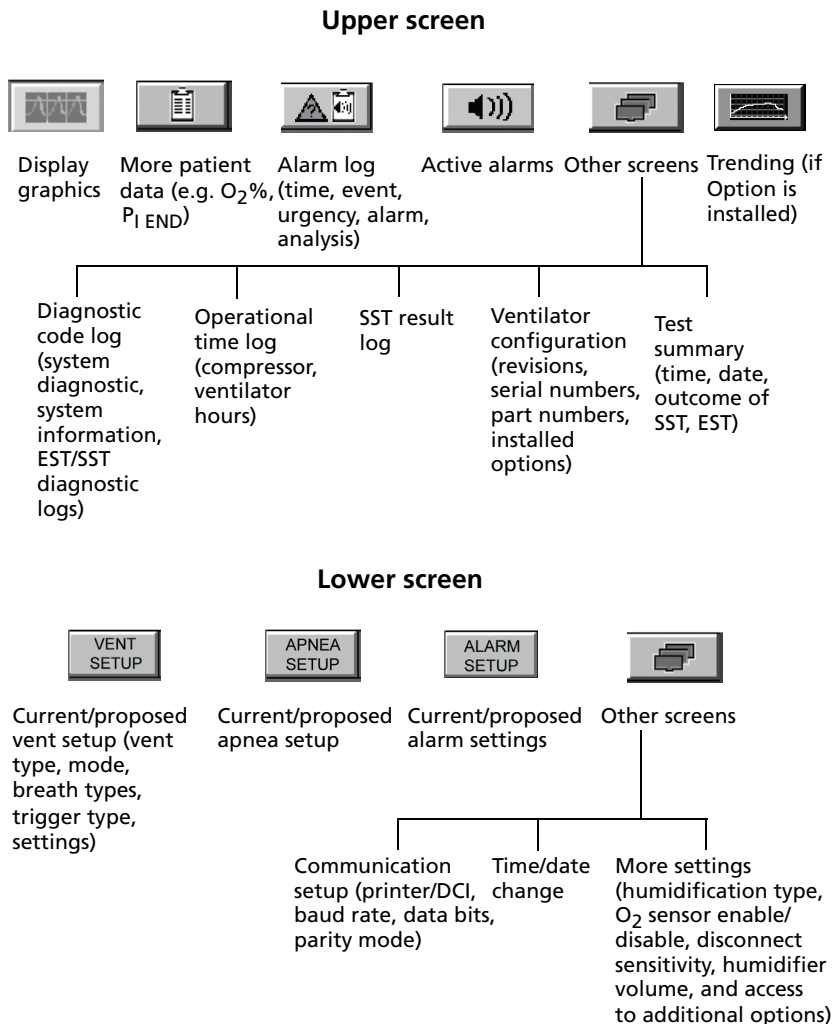 Upper screen
Display
graphics
More patient
data (e.g. O2%,
PI END)
Alarm log
(time, event,
urgency, alarm,
analysis)
Active alarms
Other screens
Trending (if
Option is
installed)
Diagnostic
code log
(system
diagnostic,
system
information,
EST/SST
diagnostic
logs)
Operational
time log
(compressor,
ventilator
hours)
SST result
log
Ventilator
configuration
(revisions,
serial numbers,
part numbers,
installed
options)
Test
summary
(time, date,
outcome of
SST, EST)
Lower screen
VENT
SETUP
APNEA
SETUP
ALARM
SETUP
Current/proposed
vent setup (vent
type, mode,
breath types,
trigger type,
settings)
Current/proposed
apnea setup
Current/proposed
alarm settings
Other screens
Communication
setup (printer/DCI,
baud rate, data bits,
parity mode)
Time/date
change
More settings
(humidification type,
O2 sensor enable/
disable, disconnect
sensitivity, humidifier
volume, and access
to additional options)